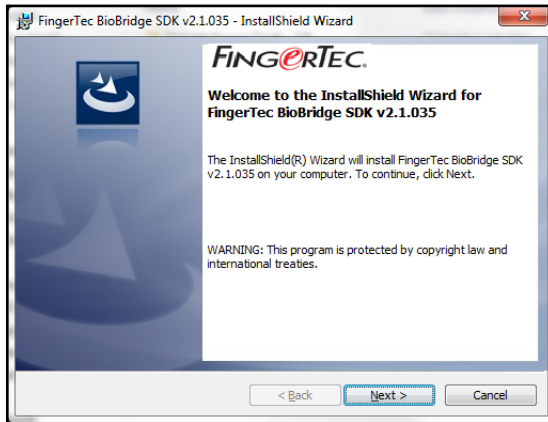 FingerTec BioBridge SDK v2.1.035 - InstallShield Wizard
FINGERTEC.
Welcome to the InstallShield Wizard for
FingerTec BioBridge SDK v2.1.035
The InstallShield(R) Wizard will install FingerTec BioBridge SDK
v2.1.035 on your computer. To continue, click Next.
WARNING: This program is protected by copyright law and
international treaties.
< Back
Next >
Cancel